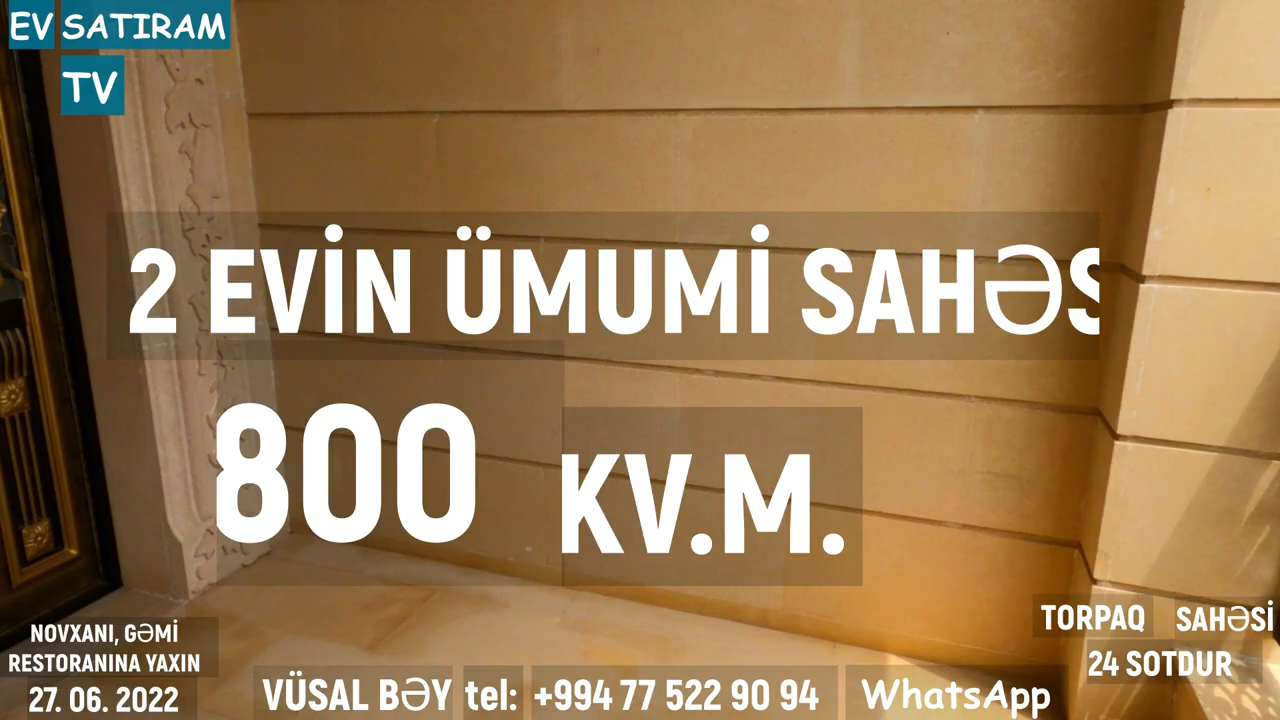 EV SATIRAM
TV
2 EVİN ÜMUMİ SAHƏS
800 KV.M.
NOVXANI, GƏMİ
RESTORANINA YAXIN
27. 06. 2022
VÜSAL BƏY tel: +994 77 522 90 94 WhatsApp
TORPAQ SAHƏSİ
24 SOTDUR